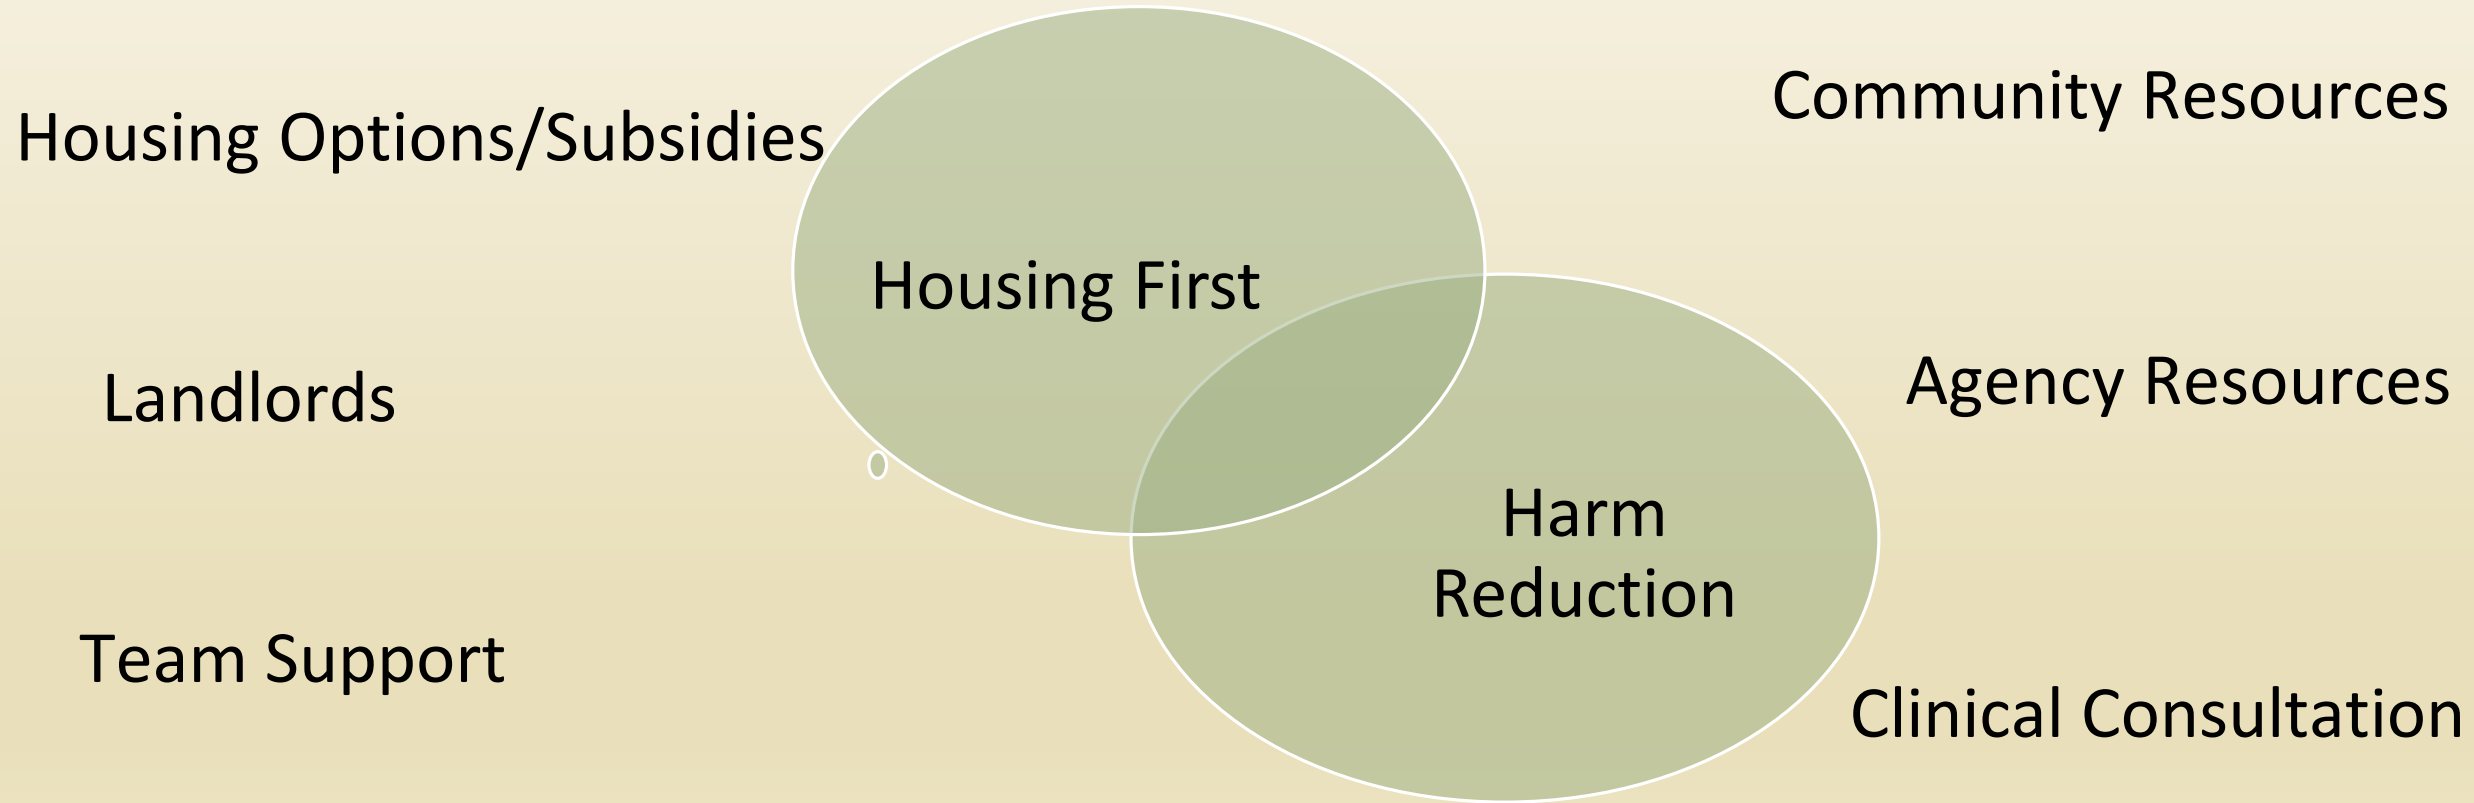 Housing Options/Subsidies
Landlords
Team Support
Housing First
Harm
Reduction
Community Resources
Agency Resources
Clinical Consultation